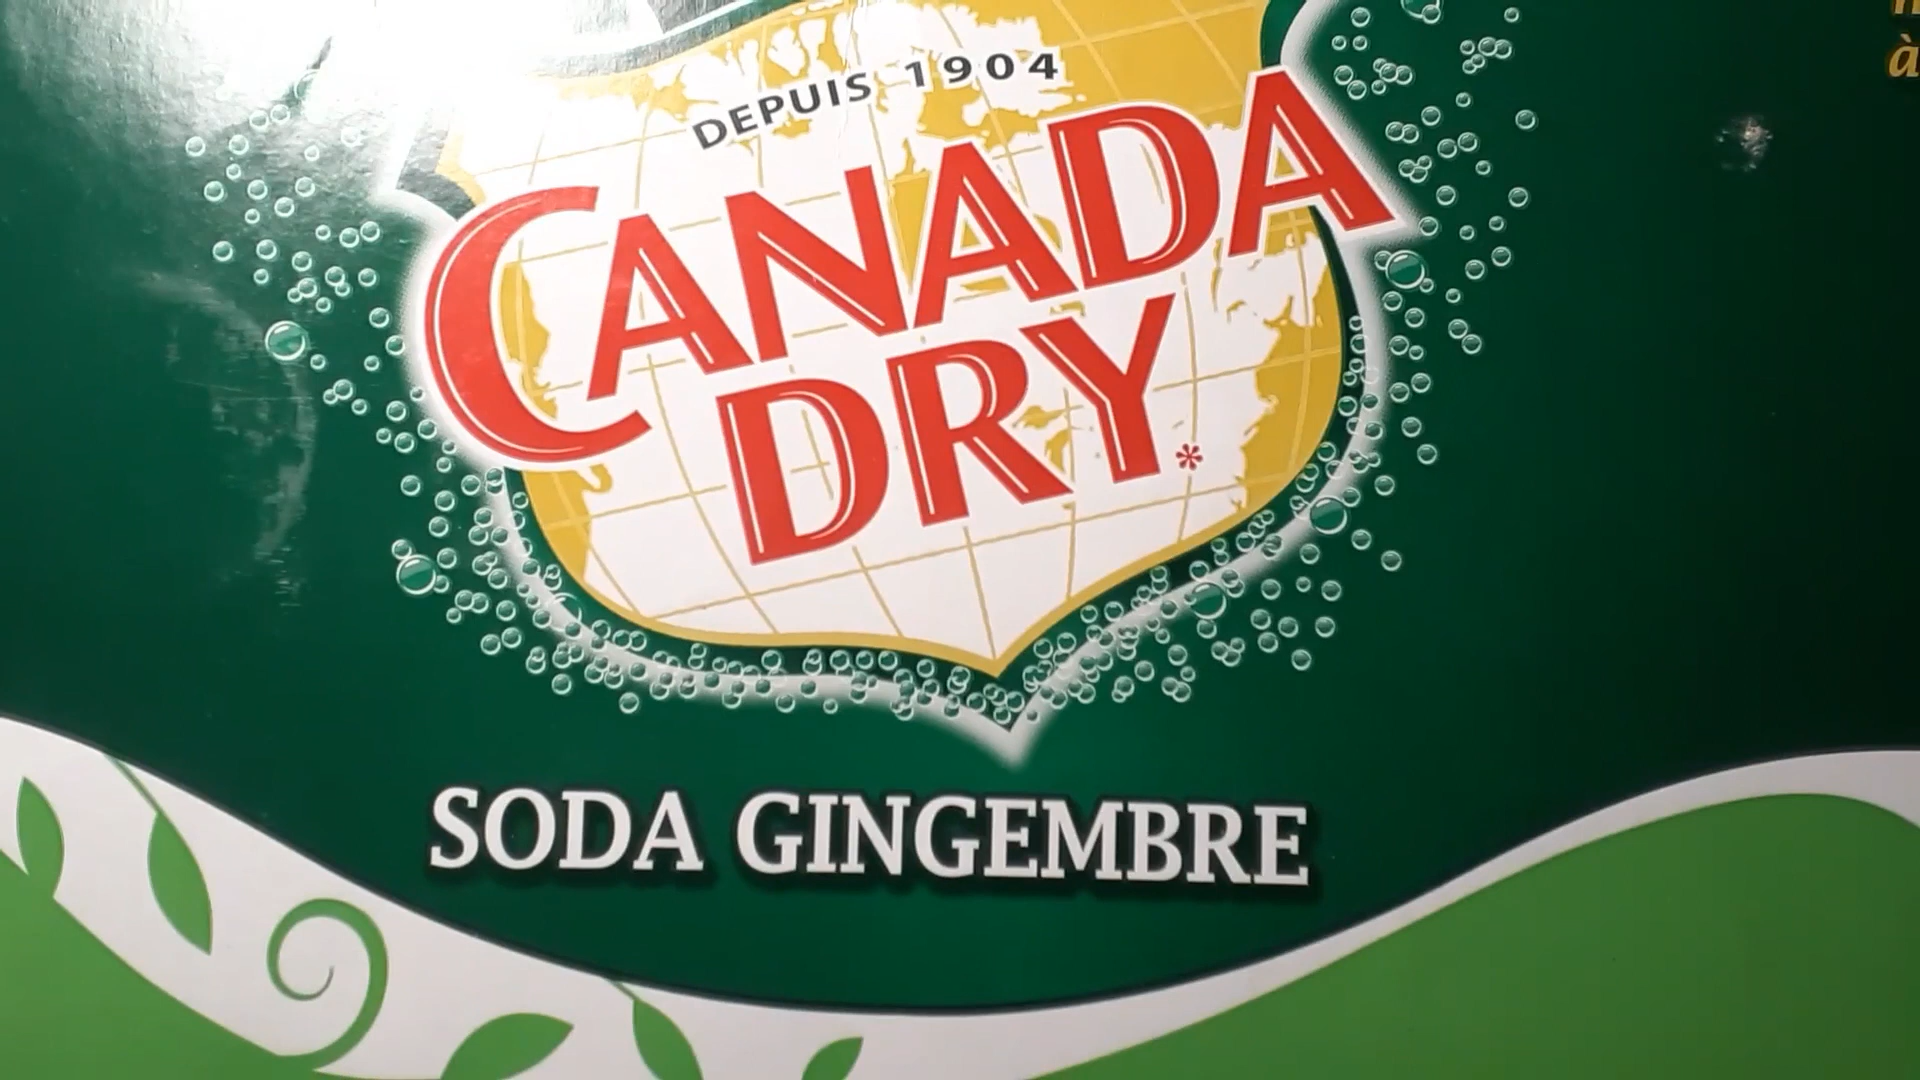 DEPUIS 1904
CANADA
DRY*
SODA GINGEMBRE
à